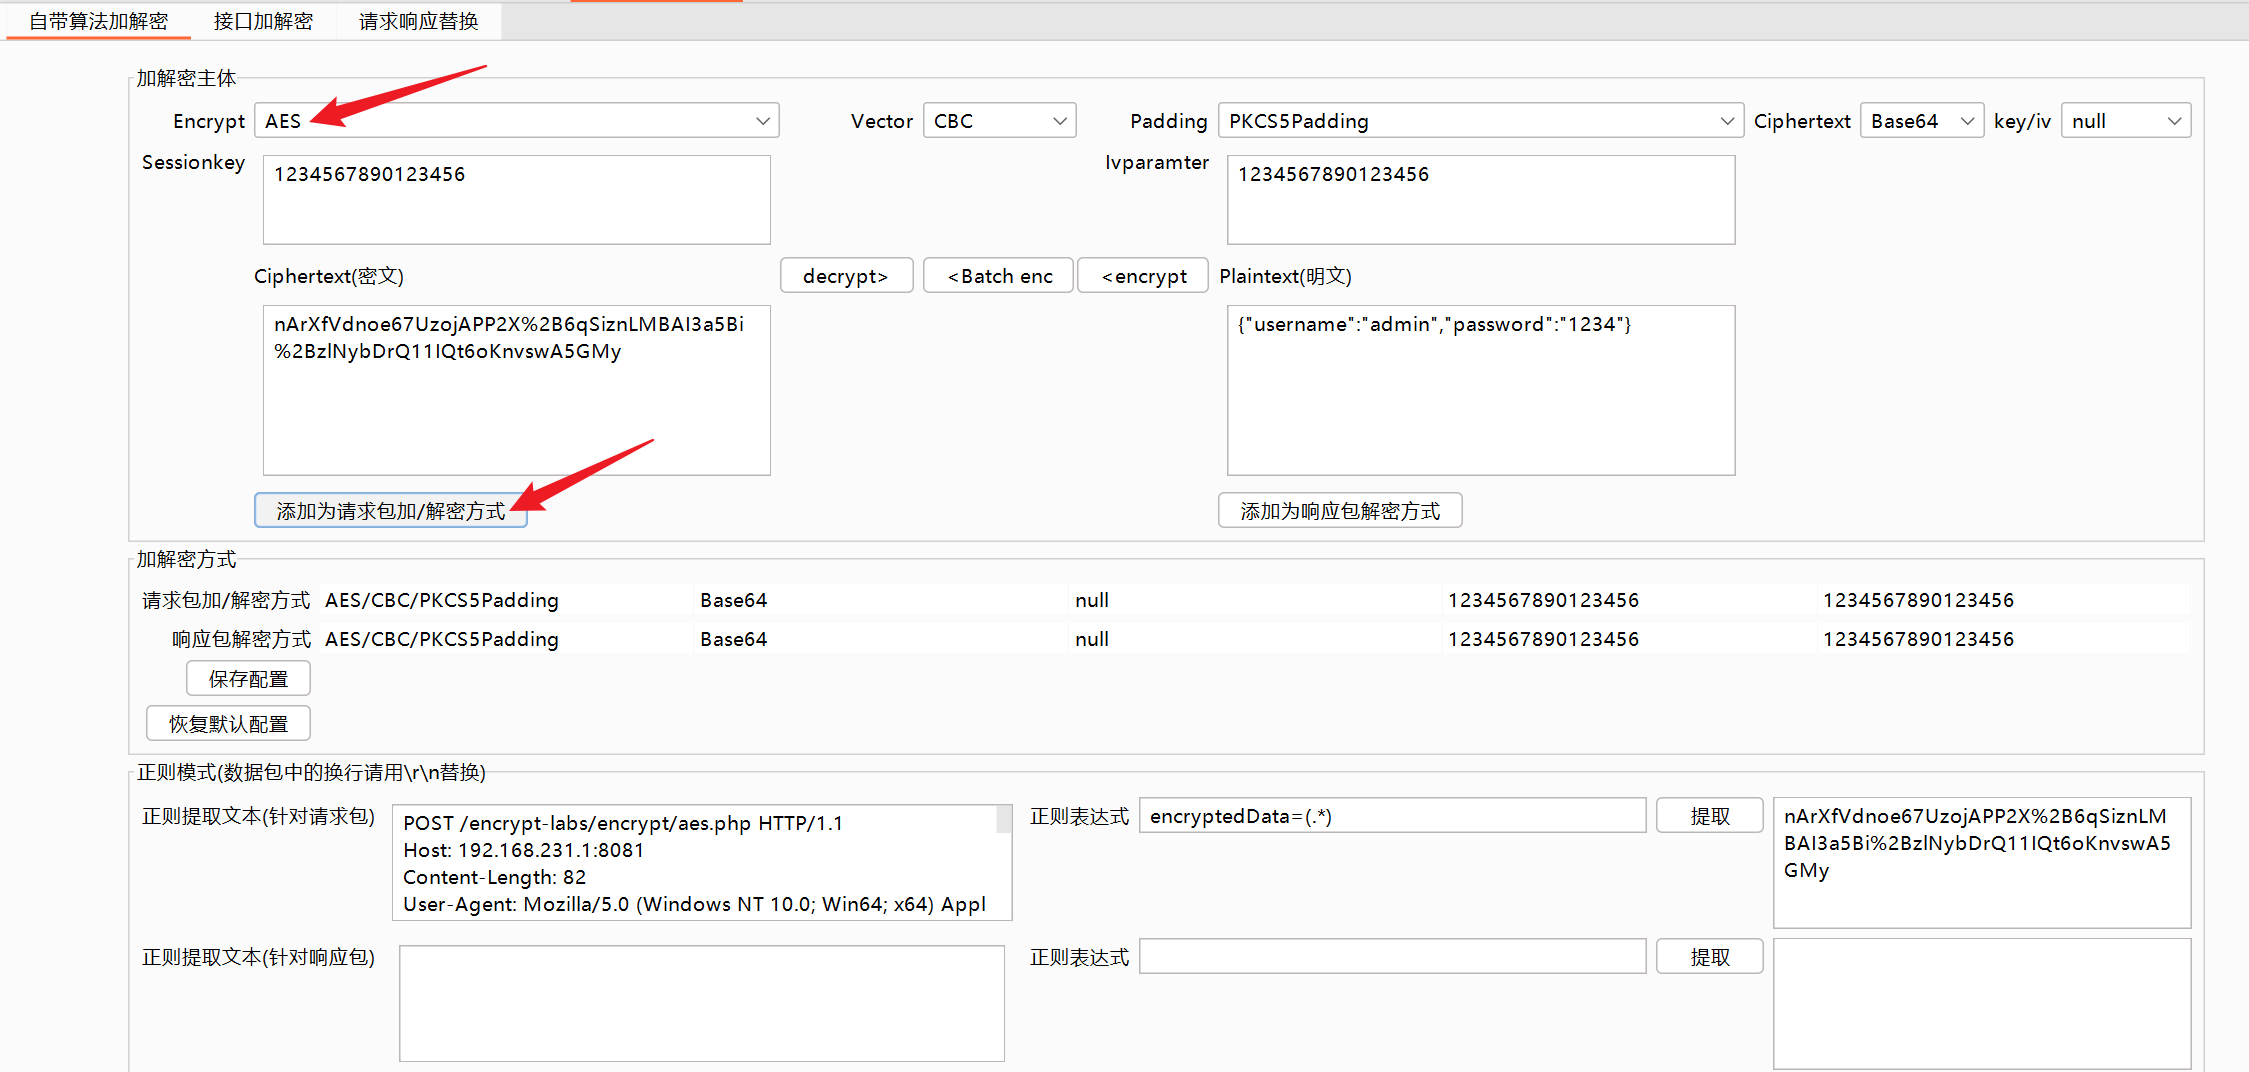 自带算法加解密 接口加解密 请求响应替换
加解密主体
Encrypt AES Vector CBC Padding PKCS5Padding Ciphertext Base64 key/iv null
Sessionkey 1234567890123456 Ivparamter 1234567890123456
Ciphertext(密文) decrypt> <Batch enc <encrypt Plaintext(明文)
nArXfVdnoe67UzojAPP2X%2B6qSiznLMBAI3a5Bi
%2BzlNybDrQ11IQt6oKnvswA5GMy
{"username":"admin","password":"1234"}
添加为请求包加/解密方式 添加为响应包解密方式
加解密方式
请求包加/解密方式 AES/CBC/PKCS5Padding Base64 null 1234567890123456 1234567890123456
响应包解密方式 AES/CBC/PKCS5Padding Base64 null 1234567890123456 1234567890123456
保存配置
恢复默认配置
正则模式(数据包中的换行请用\r\n替换)
正则提取文本(针对请求包)
POST /encrypt-labs/encrypt/aes.php HTTP/1.1
Host: 192.168.231.1:8081
Content-Length: 82
User-Agent: Mozilla/5.0 (Windows NT 10.0; Win64; x64) Appl
正则表达式 encryptedData=(.*) 提取
nArXfVdnoe67UzojAPP2X%2B6qSiznLM
BAI3a5Bi%2BzlNybDrQ11IQt6oKnvswA5
GMy
正则提取文本(针对响应包) 正则表达式 提取